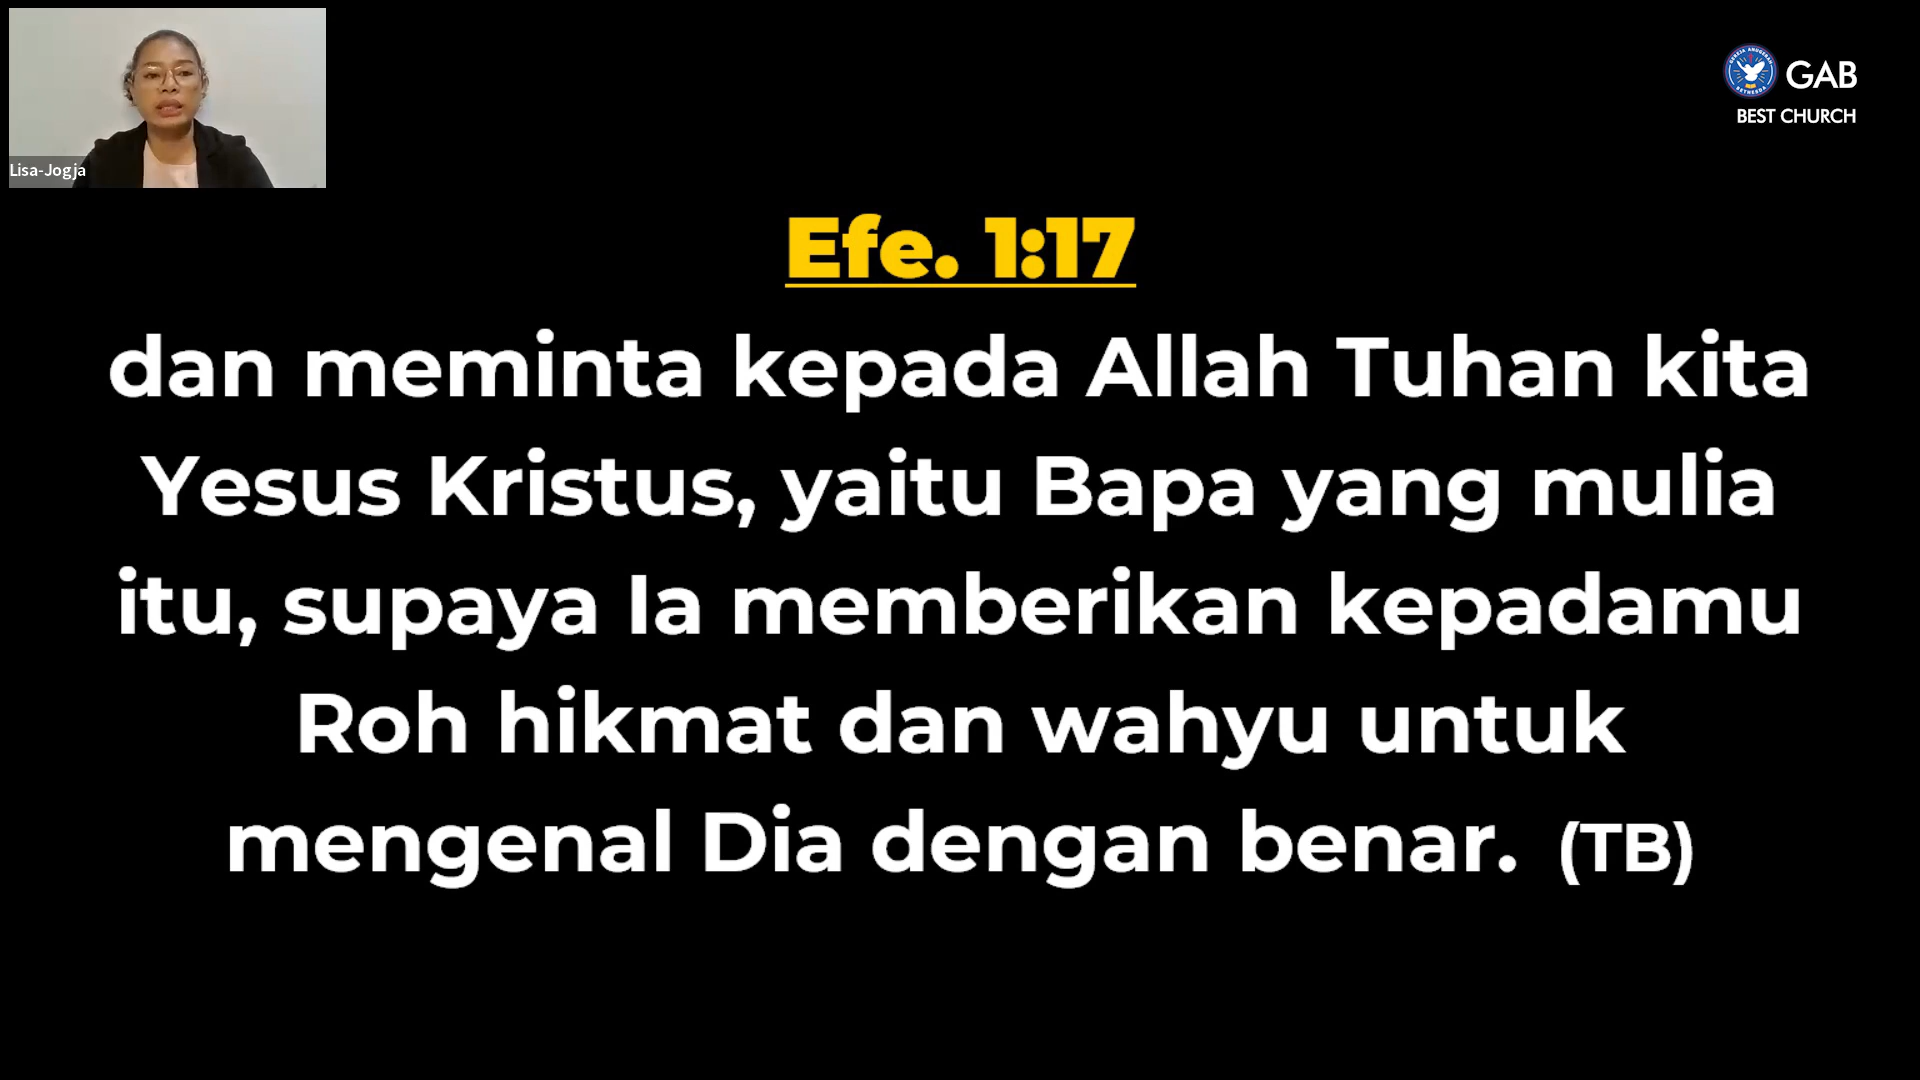 Lisa-Jogja
GAB
BEST CHURCH
Efe. 1:17
dan meminta kepada Allah Tuhan kita
Yesus Kristus, yaitu Bapa yang mulia
itu, supaya Ia memberikan kepadamu
Roh hikmat dan wahyu untuk
mengenal Dia dengan benar. (TB)